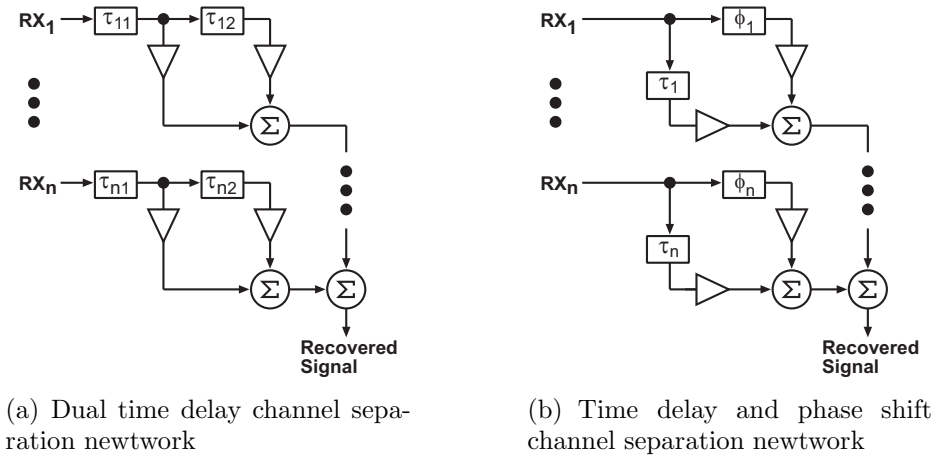 RX1 τ11 τ12
Σ
RXn τn1 τn2
Σ Σ
Recovered
Signal
(a) Dual time delay channel sepa-
ration newtwork
RX1 ϕ1
τ1
Σ
RXn ϕn
τn
Σ Σ
Recovered
Signal
(b) Time delay and phase shift
channel separation newtwork